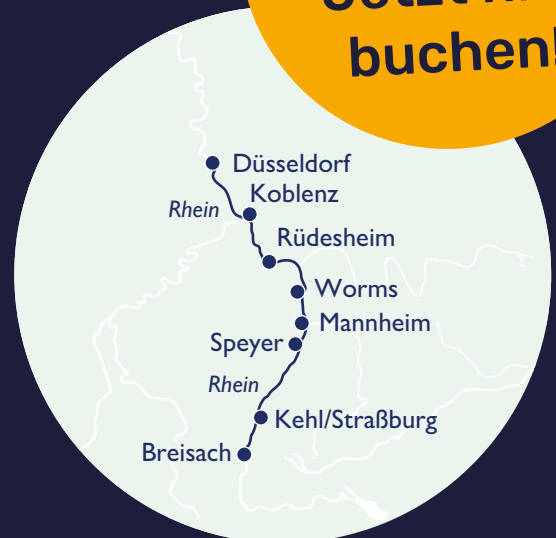 buchen!
Düsseldorf
Koblenz
Rhein
Rüdesheim
Worms
Mannheim
Speyer
Rhein
Kehl/Straßburg
Breisach